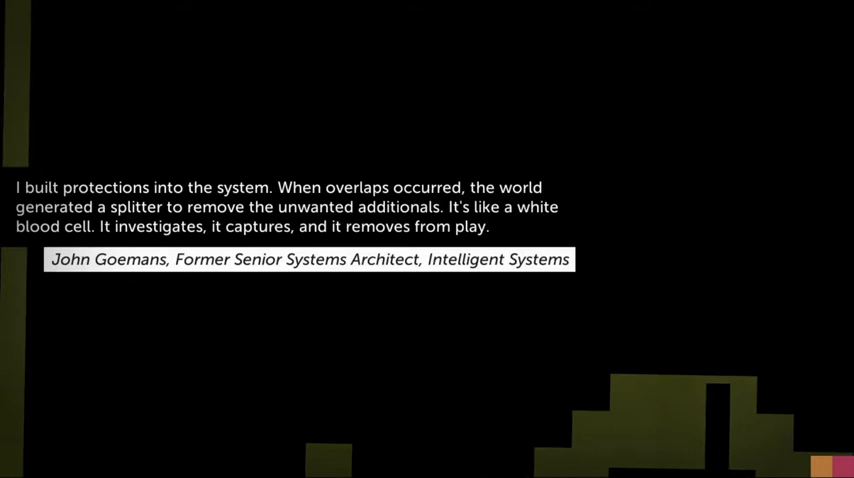 I built protections into the system. When overlaps occurred, the world
generated a splitter to remove the unwanted additionals. It's like a white
blood cell. It investigates, it captures, and it removes from play.
John Goemans, Former Senior Systems Architect, Intelligent Systems